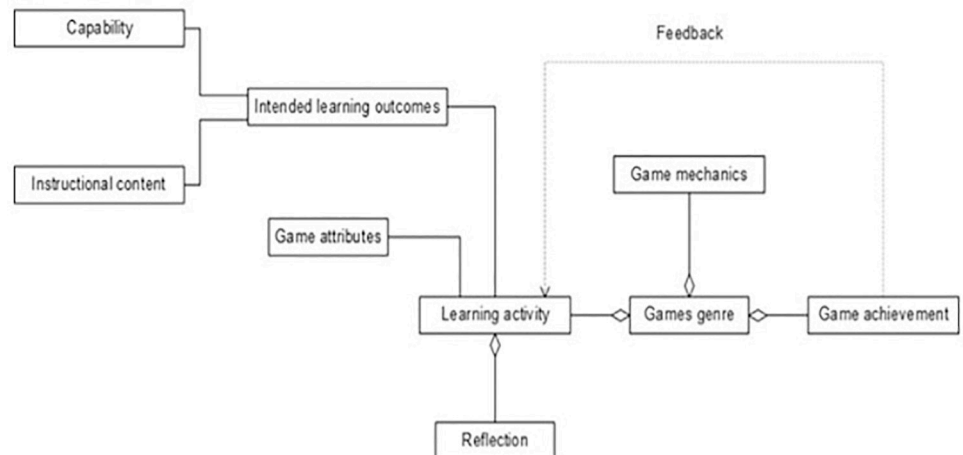 Capability
Feedback
Intended learning outcomes
Instructional content
Game mechanics
Game attributes
Learning activity
Games genre
Game achievement
Reflection